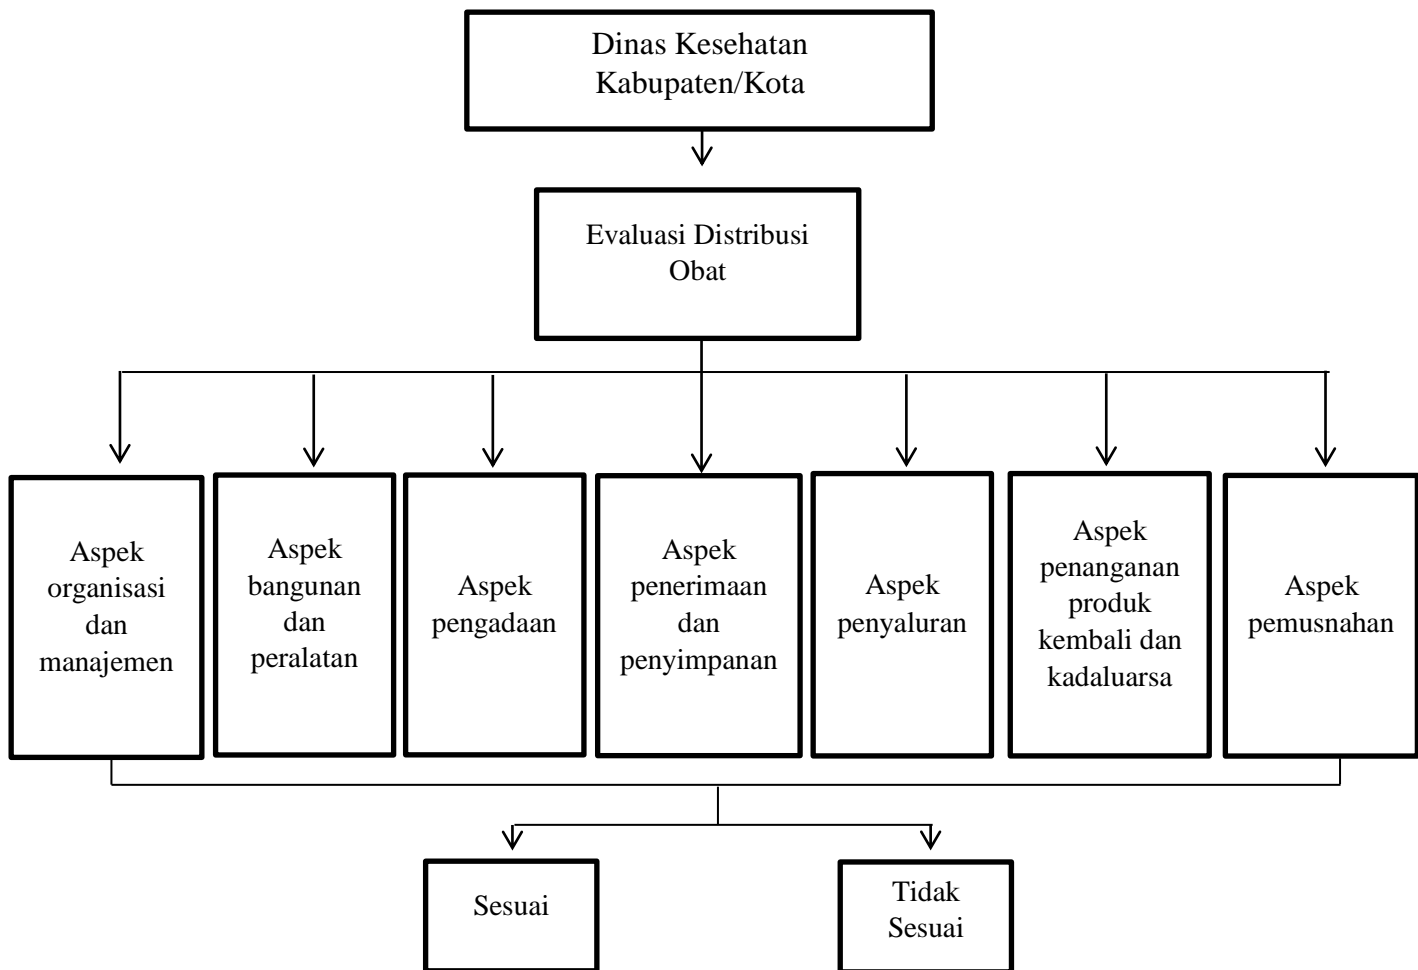 Dinas Kesehatan
Kabupaten/Kota
Evaluasi Distribusi
Obat
Aspek
organisasi
dan
manajemen
Aspek
bangunan
dan
peralatan
Aspek
pengadaan
Aspek
penerimaan
dan
penyimpanan
Aspek
penyaluran
Aspek
penanganan
produk
kembali dan
kadaluarsa
Aspek
pemusnahan
Sesuai
Tidak
Sesuai